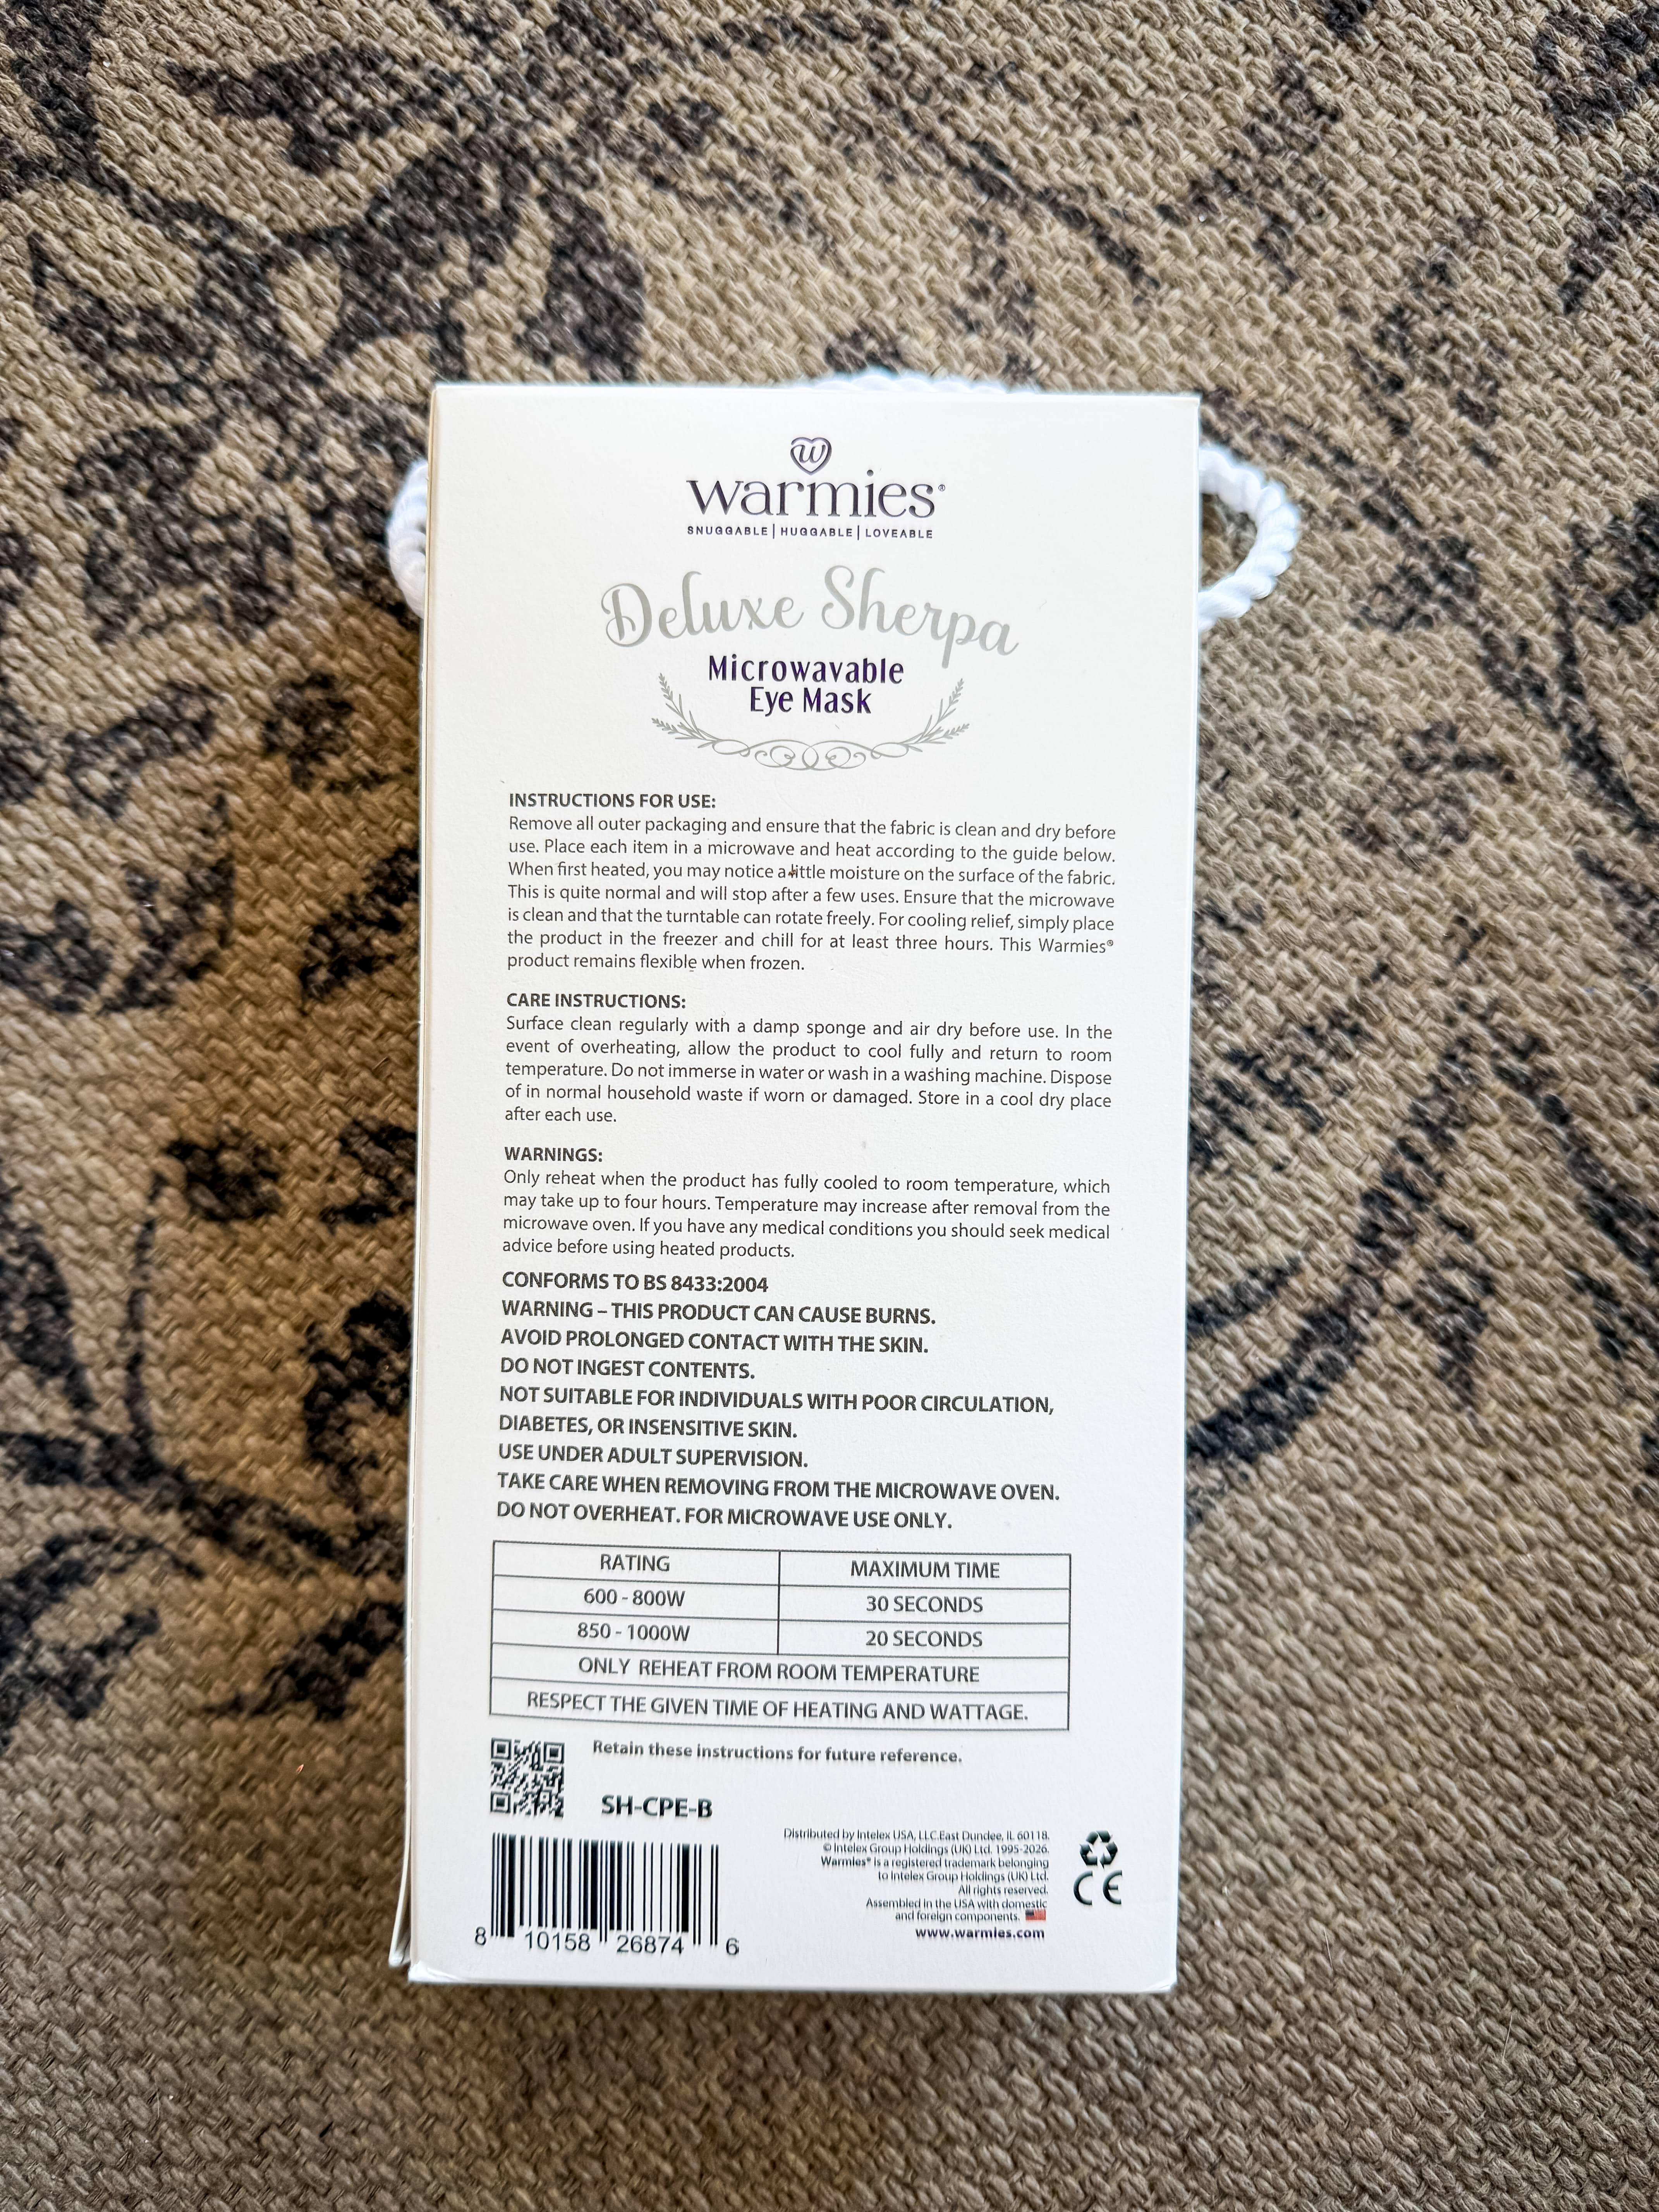 w
warmies®
SNUGGABLE | HUGGABLE | LOVEABLE
Deluxe Sherpa
Microwavable
Eye Mask
INSTRUCTIONS FOR USE:
Remove all outer packaging and ensure that the fabric is clean and dry before
use. Place each item in a microwave and heat according to the guide below.
When first heated, you may notice a little moisture on the surface of the fabric.
This is quite normal and will stop after a few uses. Ensure that the microwave
is clean and that the turntable can rotate freely. For cooling relief, simply place
the product in the freezer and chill for at least three hours. This Warmies®
product remains flexible when frozen.
CARE INSTRUCTIONS:
Surface clean regularly with a damp sponge and air dry before use. In the
event of overheating, allow the product to cool fully and return to room
temperature. Do not immerse in water or wash in a washing machine. Dispose
of in normal household waste if worn or damaged. Store in a cool dry place
after each use.
WARNINGS:
Only reheat when the product has fully cooled to room temperature, which
may take up to four hours. Temperature may increase after removal from the
microwave oven. If you have any medical conditions you should seek medical
advice before using heated products.
CONFORMS TO BS 8433:2004
WARNING – THIS PRODUCT CAN CAUSE BURNS.
AVOID PROLONGED CONTACT WITH THE SKIN.
DO NOT INGEST CONTENTS.
NOT SUITABLE FOR INDIVIDUALS WITH POOR CIRCULATION,
DIABETES, OR INSENSITIVE SKIN.
USE UNDER ADULT SUPERVISION.
TAKE CARE WHEN REMOVING FROM THE MICROWAVE OVEN.
DO NOT OVERHEAT. FOR MICROWAVE USE ONLY.
RATING MAXIMUM TIME
600 - 800W 30 SECONDS
850 - 1000W 20 SECONDS
ONLY REHEAT FROM ROOM TEMPERATURE
RESPECT THE GIVEN TIME OF HEATING AND WATTAGE.
Retain these instructions for future reference.
SH-CPE-B
Distributed by Intelex USA, LLC.East Dundee, IL 60118.
© Intelex Group Holdings (UK) Ltd. 1995-2026.
Warmies® is a registered trademark belonging
to Intelex Group Holdings (UK) Ltd.
All rights reserved.
Assembled in the USA with domestic
and foreign components.
www.warmies.com
CE
8 10158 26874 6